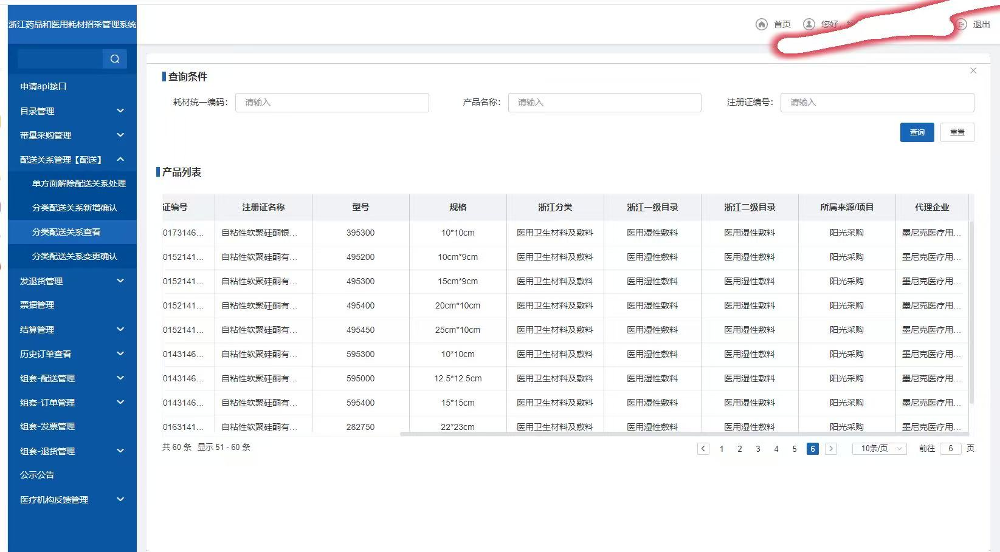 浙江药品和医用耗材招采管理系统
首页
您好,
退出
申请api接口
目录管理
带量采购管理
配送关系管理【配送】
单方面解除配送关系处理
分类配送关系新增确认
分类配送关系查看
分类配送关系变更确认
发退货管理
票据管理
结算管理
历史订单查看
组套-配送管理
组套-订单管理
组套-发票管理
组套-退货管理
公示公告
医疗机构反馈管理
查询条件
耗材统一编码: 请输入 产品名称: 请输入 注册证编号: 请输入
查询 重置
产品列表
证编号 注册证名称 型号 规格 浙江分类 浙江一级目录 浙江二级目录 所属来源/项目 代理企业
0173146... 自粘性软聚硅酮银... 395300 10*10cm 医用卫生材料及敷料 医用湿性敷料 医用湿性敷料 阳光采购 墨尼克医疗用...
0152141... 自粘性软聚硅酮有... 495200 10cm*9cm 医用卫生材料及敷料 医用湿性敷料 医用湿性敷料 阳光采购 墨尼克医疗用...
0152141... 自粘性软聚硅酮有... 495300 15cm*9cm 医用卫生材料及敷料 医用湿性敷料 医用湿性敷料 阳光采购 墨尼克医疗用...
0152141... 自粘性软聚硅酮有... 495400 20cm*10cm 医用卫生材料及敷料 医用湿性敷料 医用湿性敷料 阳光采购 墨尼克医疗用...
0152141... 自粘性软聚硅酮有... 495450 25cm*10cm 医用卫生材料及敷料 医用湿性敷料 医用湿性敷料 阳光采购 墨尼克医疗用...
0143146... 自粘性软聚硅酮有... 595300 10*10cm 医用卫生材料及敷料 医用湿性敷料 医用湿性敷料 阳光采购 墨尼克医疗用...
0143146... 自粘性软聚硅酮有... 595000 12.5*12.5cm 医用卫生材料及敷料 医用湿性敷料 医用湿性敷料 阳光采购 墨尼克医疗用...
0143146... 自粘性软聚硅酮有... 595400 15*15cm 医用卫生材料及敷料 医用湿性敷料 医用湿性敷料 阳光采购 墨尼克医疗用...
0163141... 自粘性软聚硅酮有... 282750 22*23cm 医用卫生材料及敷料 医用湿性敷料 医用湿性敷料 阳光采购 墨尼克医疗用...
共 60 条 显示 51 - 60 条 1 2 3 4 5 6 10条/页 前往 6 页